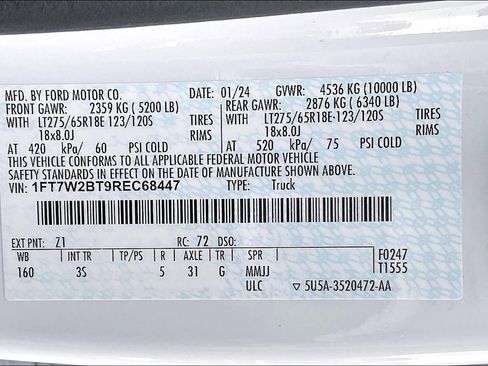 MFD. BY FORD MOTOR CO. DATE: 01/24 GVWR: 4536 KG (10000 LB)
FRONT GAWR: 2359 KG ( 5200 LB) REAR GAWR: 2876 KG ( 6340 LB)
WITH LT275/65R18E 123/120S TIRES WITH LT275/65R18E 123/120S TIRES
18x8.0J RIMS 18x8.0J RIMS
AT 420 kPa/ 60 PSI COLD AT 520 kPa/ 75 PSI COLD
THIS VEHICLE CONFORMS TO ALL APPLICABLE FEDERAL MOTOR VEHICLE
SAFETY STANDARDS IN EFFECT ON THE DATE OF MANUFACTURE SHOWN ABOVE.
VIN: 1FT7W2BT9REC68447 TYPE: Truck
EXT PNT: Z1 RC: 72 DSO: F0247
WB INT TR TP/PS R AXLE TR SPR T1555
160 3S 5 31 G MMJJ
ULC ▽ 5U5A-3520472-AA